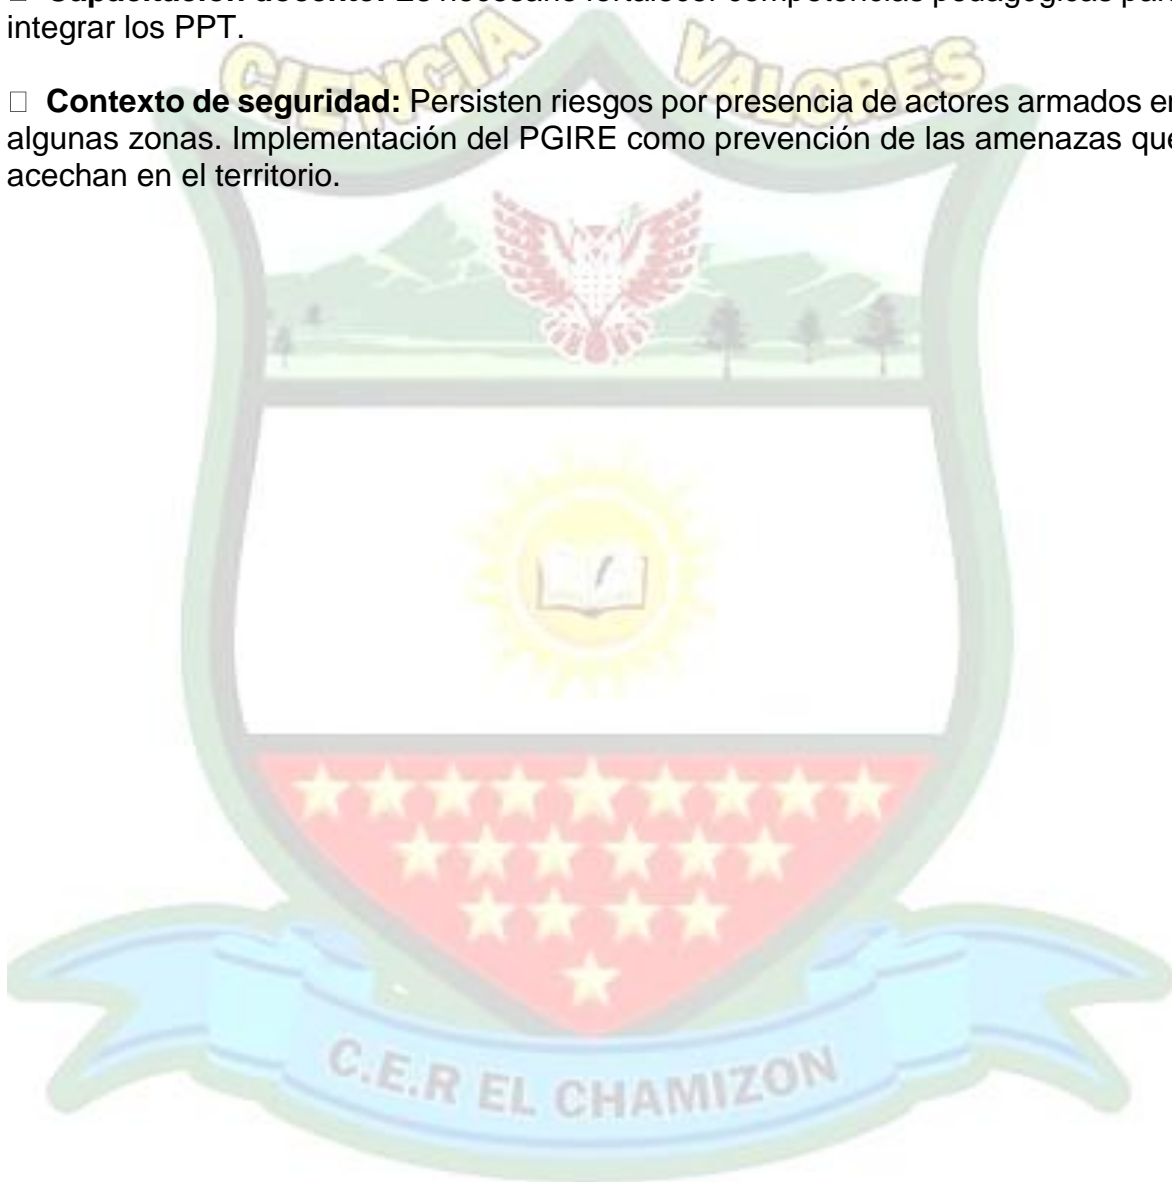 integrar los PPT.
□ Contexto de seguridad: Persisten riesgos por presencia de actores armados en
algunas zonas. Implementación del PGIRE como prevención de las amenazas que
acechan en el territorio.
CIENCIA VALORES
C.E.R EL CHAMIZON